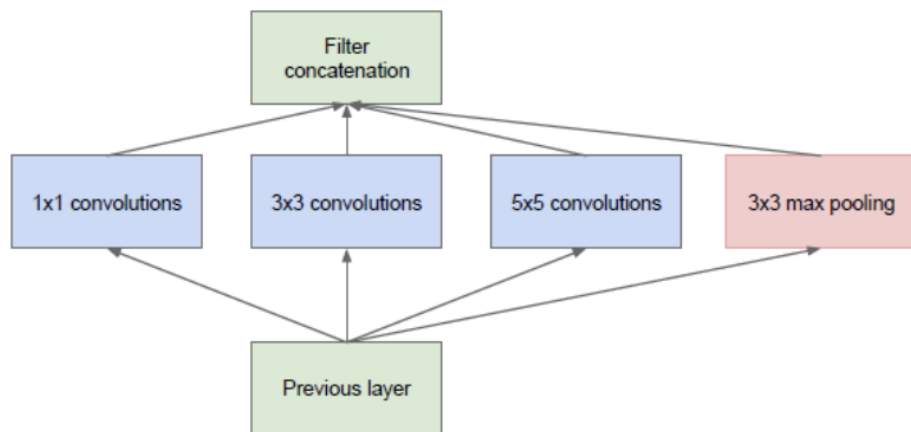 Filter
concatenation
1x1 convolutions
3x3 convolutions
5x5 convolutions
3x3 max pooling
Previous layer